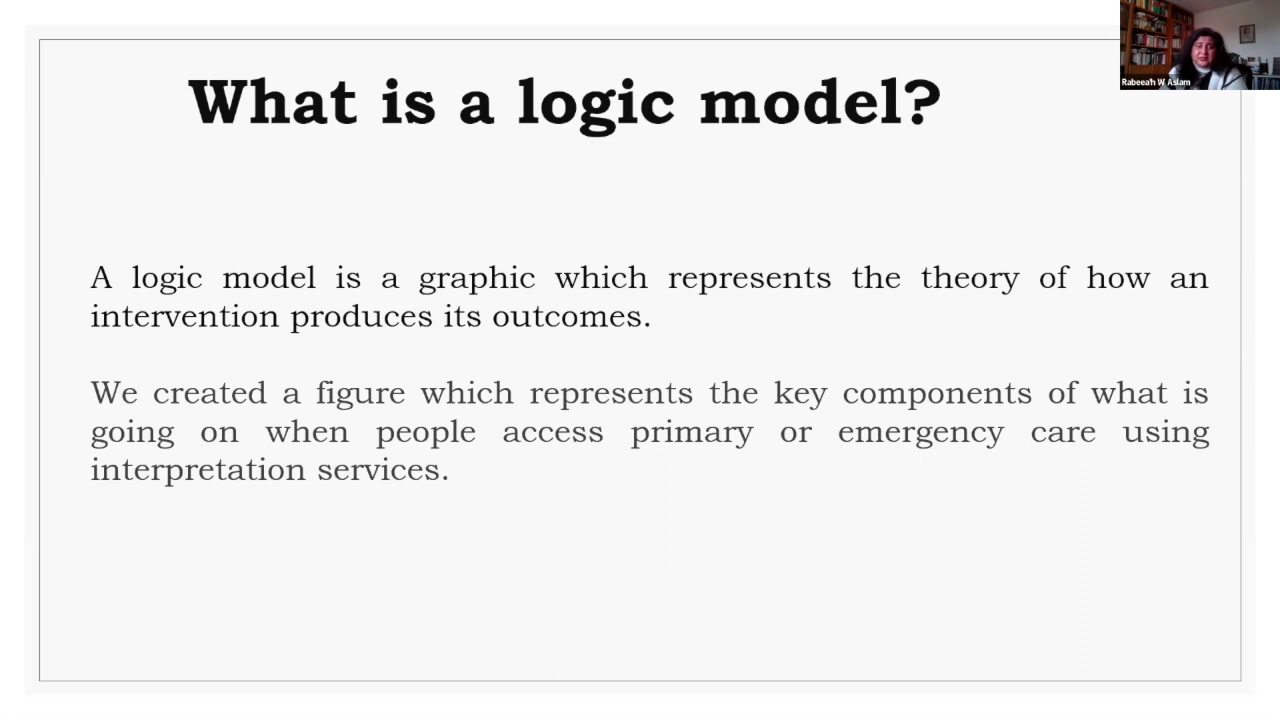 What is a logic model?
Rabeeah W Aslam
A logic model is a graphic which represents the theory of how an
intervention produces its outcomes.
We created a figure which represents the key components of what is
going on when people access primary or emergency care using
interpretation services.